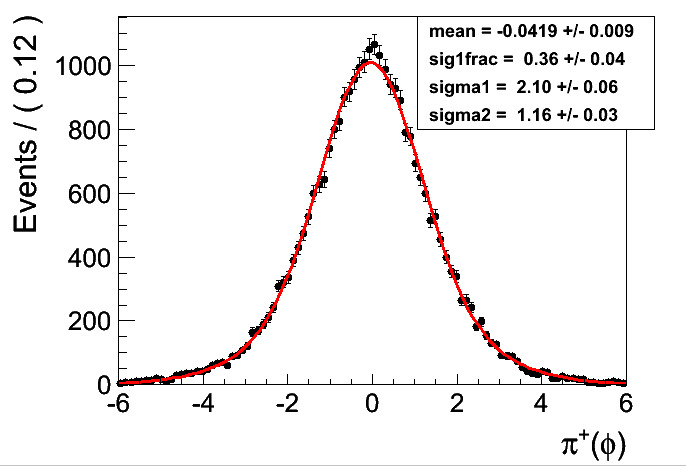 Events / ( 0.12 )
1000
800
600
400
200
0
mean = -0.0419 +/- 0.009
sig1frac = 0.36 +/- 0.04
sigma1 = 2.10 +/- 0.06
sigma2 = 1.16 +/- 0.03
-6 -4 -2 0 2 4 6
π⁺(ϕ)